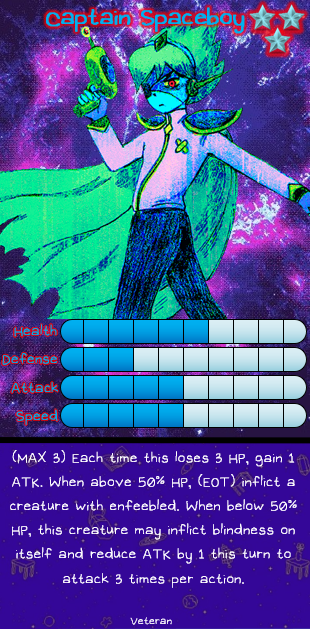 Captain Spaceboy
Health
Defense
Attack
Speed
(MAX 3) Each time this loses 3 HP, gain 1
ATK. When above 50% HP, (EOT) inflict a
creature with enfeebled. When below 50%
HP, this creature may inflict blindness on
itself and reduce ATK by 1 this turn to
attack 3 times per action.
Veteran